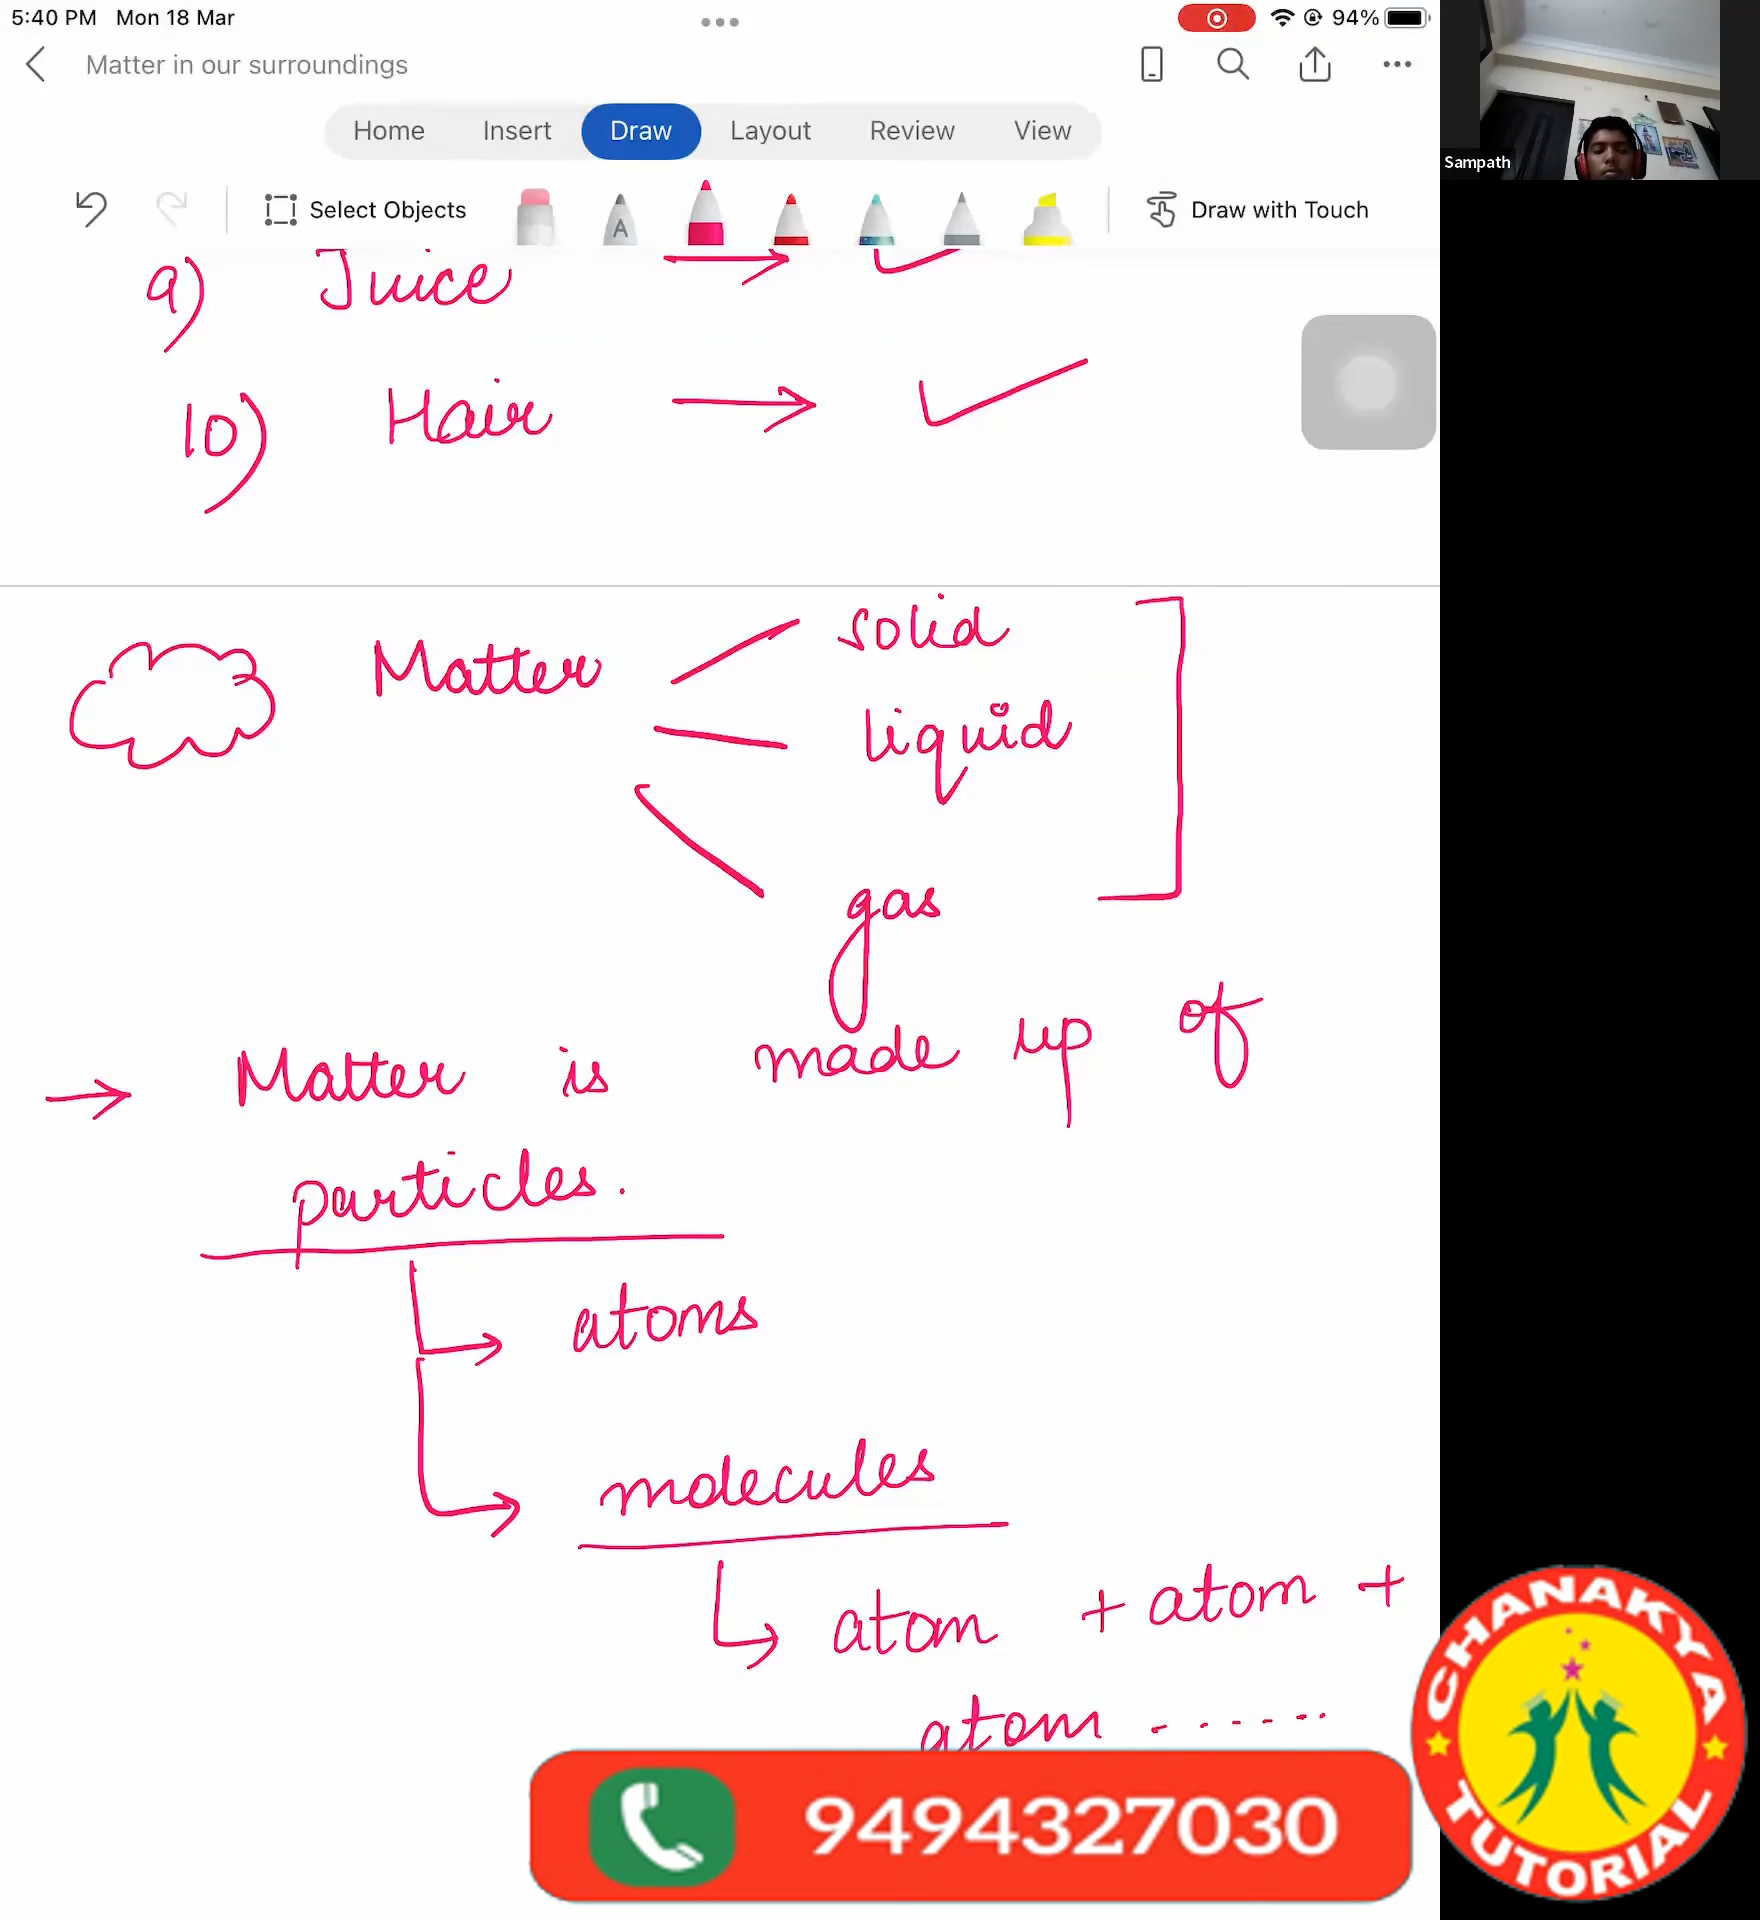 5:40 PM Mon 18 Mar
94%
Matter in our surroundings
Home Insert Draw Layout Review View
Select Objects
A
Draw with Touch
Sampath
9) Juice
10) Hair
Matter
solid
liquid
gas
Matter is made up of
particles.
atoms
molecules
atom + atom +
atom ......
9494327030
CHANAKYA
TUTORIAL